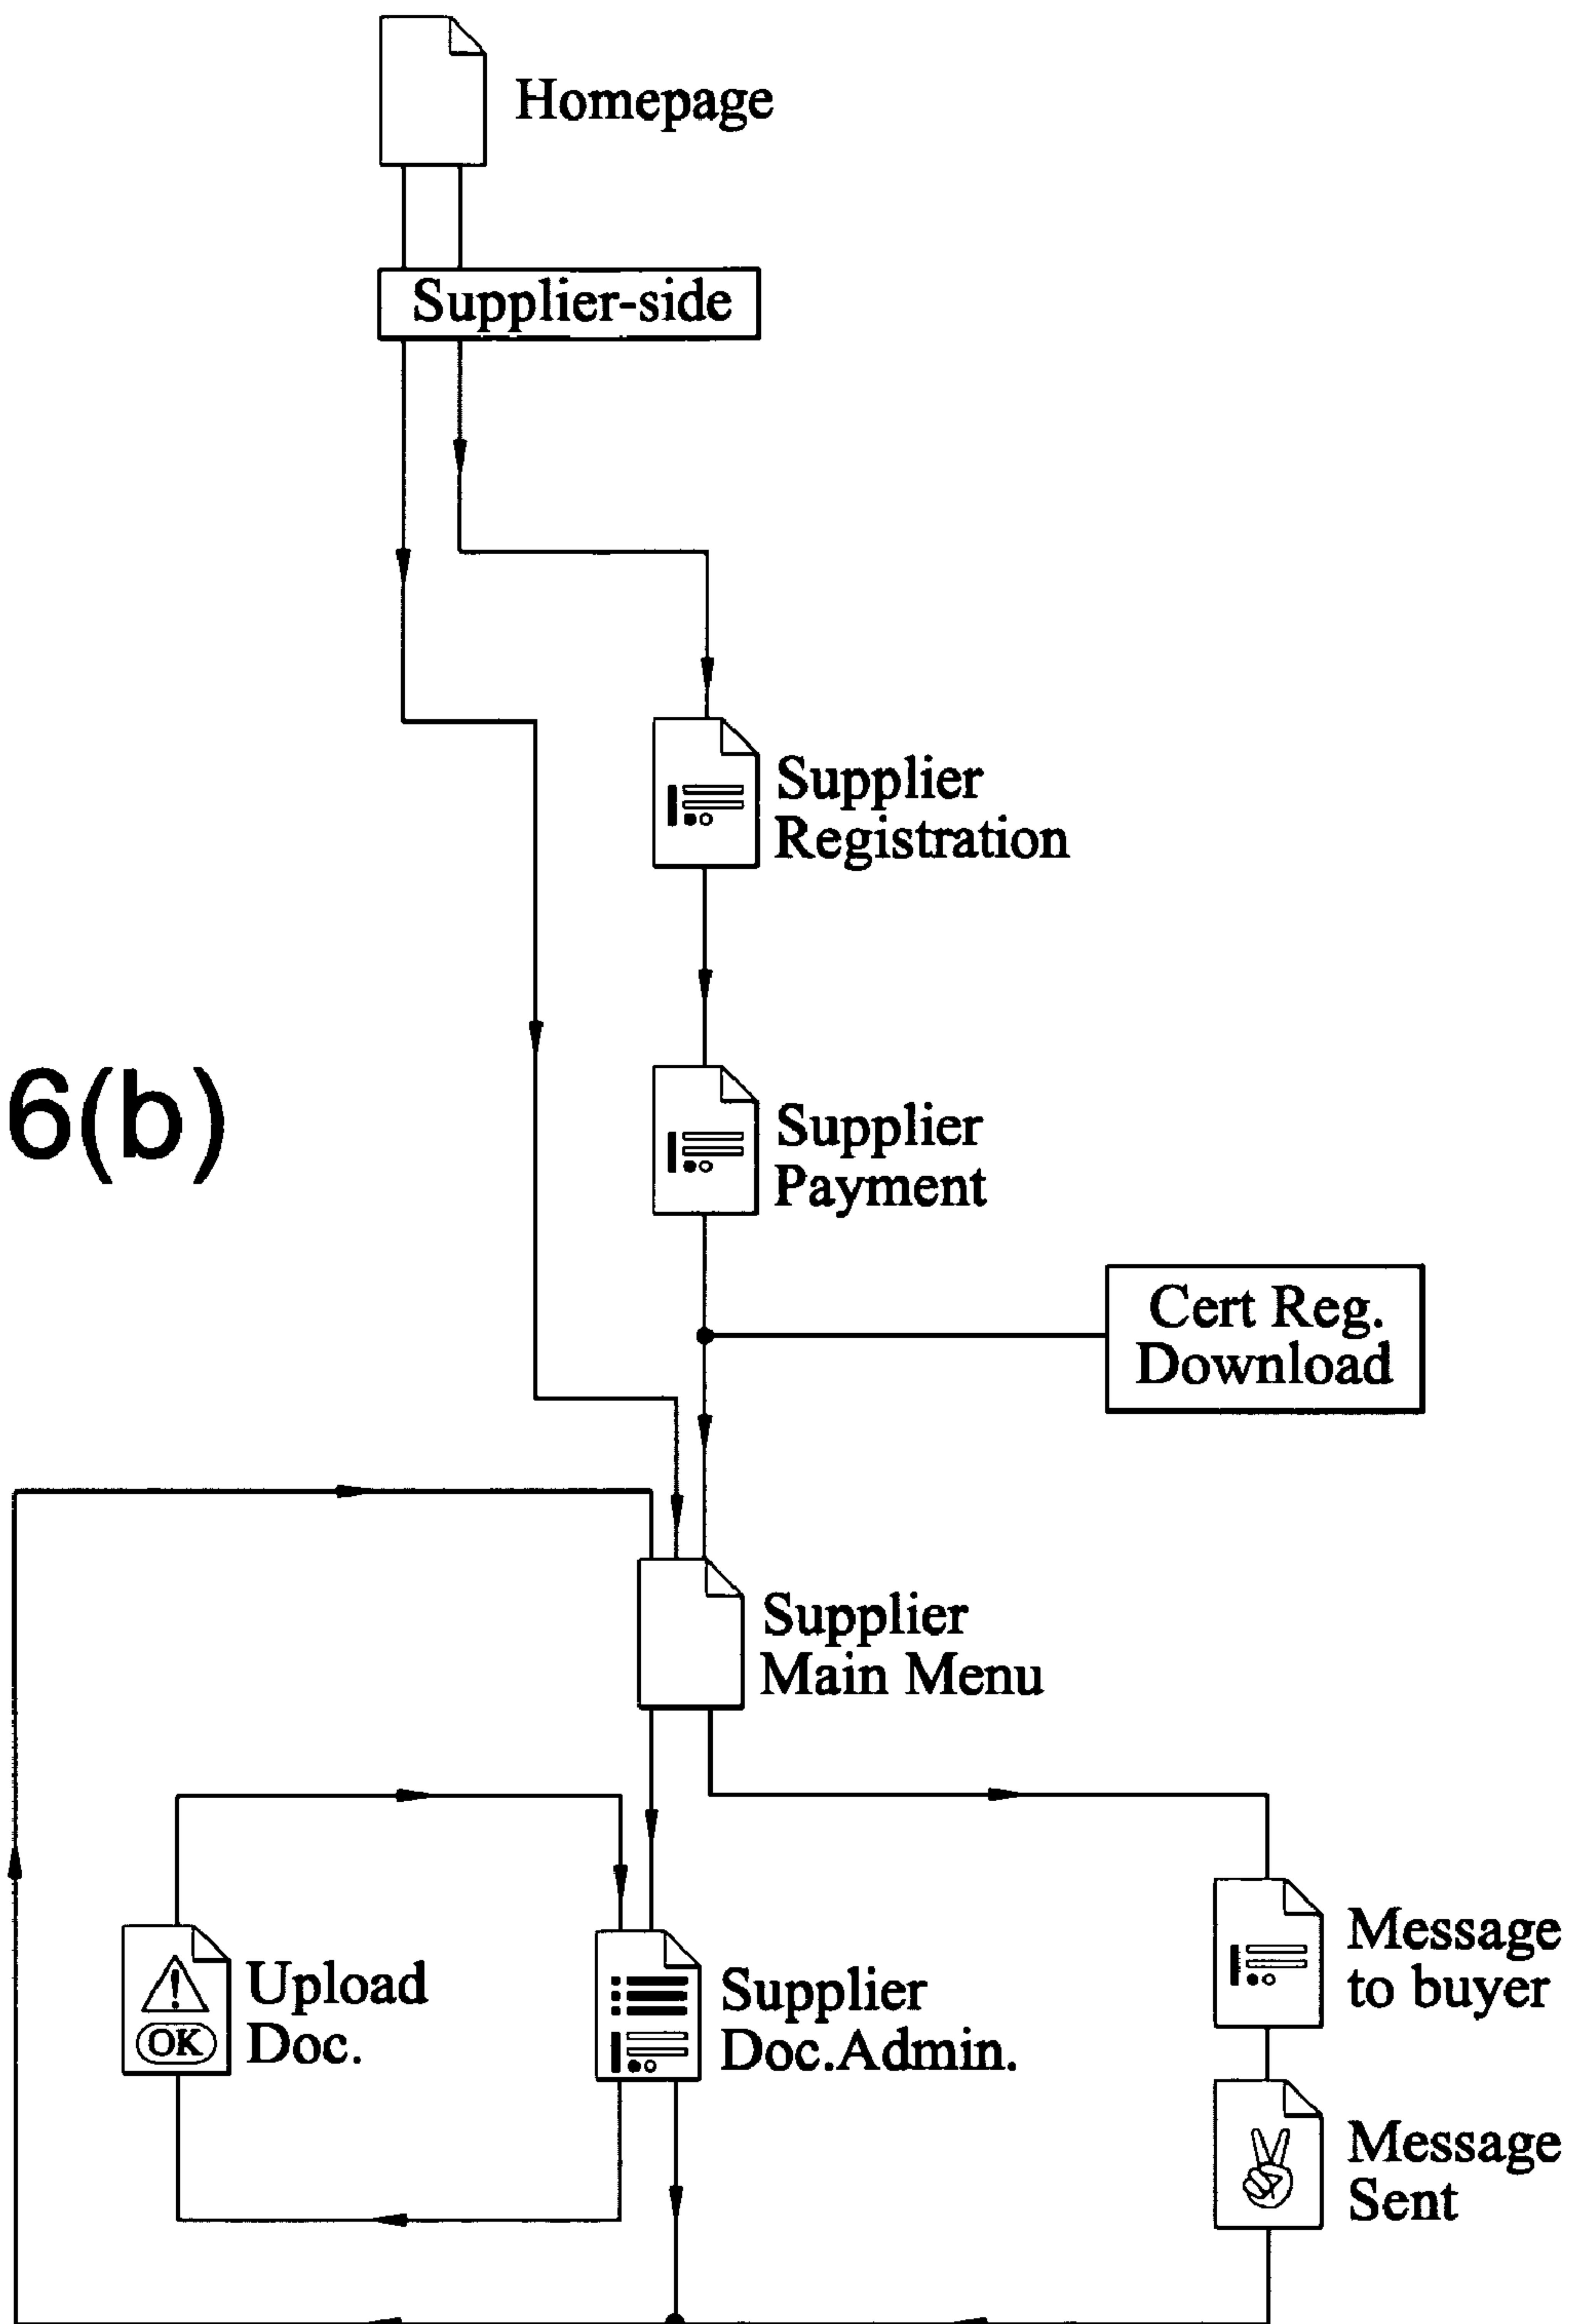 Homepage
Supplier-side
Supplier
Registration
6(b)
Supplier
Payment
Cert Reg.
Download
Supplier
Main Menu
Upload
Doc.
OK
Supplier
Doc.Admin.
Message
to buyer
Message
Sent